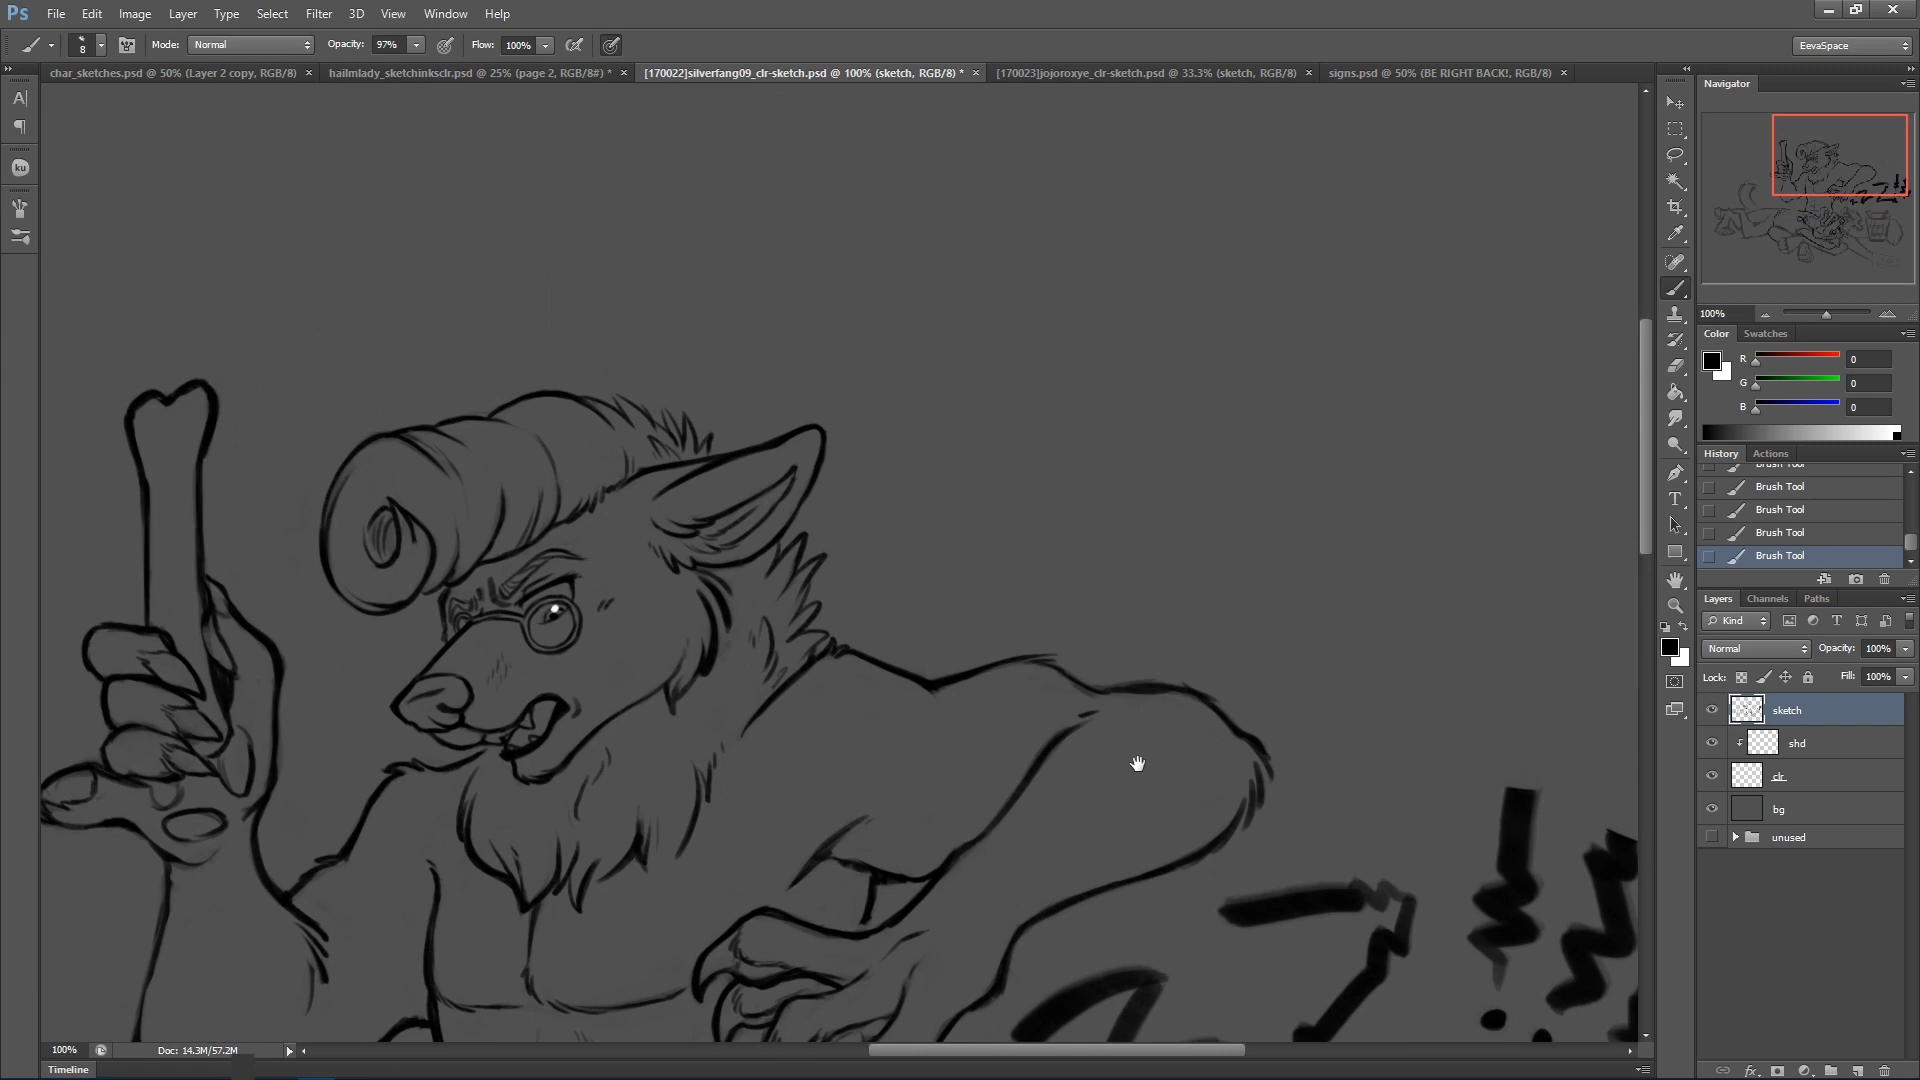 Ps File Edit Image Layer Type Select Filter 3D View Window Help
8 Mode: Normal Opacity: 97% Flow: 100% EevaSpace
char_sketches.psd @ 50% (Layer 2 copy, RGB/8) × hailmlady_sketchinksclr.psd @ 25% (page 2, RGB/8#) * × [170022]silverfang09_clr-sketch.psd @ 100% (sketch, RGB/8) * × [170023]jojoroxye_clr-sketch.psd @ 33.3% (sketch, RGB/8) × signs.psd @ 50% (BE RIGHT BACK!, RGB/8) ×
Navigator
A
ku
100%
Color Swatches
R 0
G 0
B 0
History Actions
Brush Tool
Brush Tool
Brush Tool
Brush Tool
Brush Tool
T
Layers Channels Paths
Kind T
Normal Opacity: 100%
Lock: Fill: 100%
sketch
shd
clr
bg
unused
100% Doc: 14.3M/57.2M
Timeline
fx